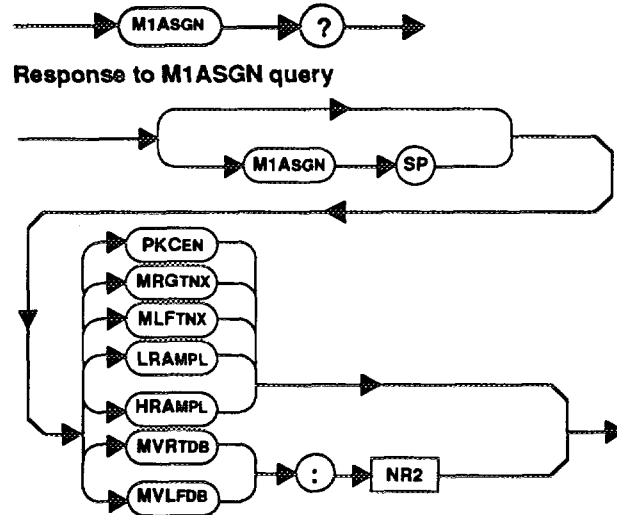 M1ASGN ?
Response to M1ASGN query
M1ASGN SP
PKCEN
MRGTNX
MLFTNX
LRAMPL
HRAMPL
MVRTDB
: NR2
MVLFDB